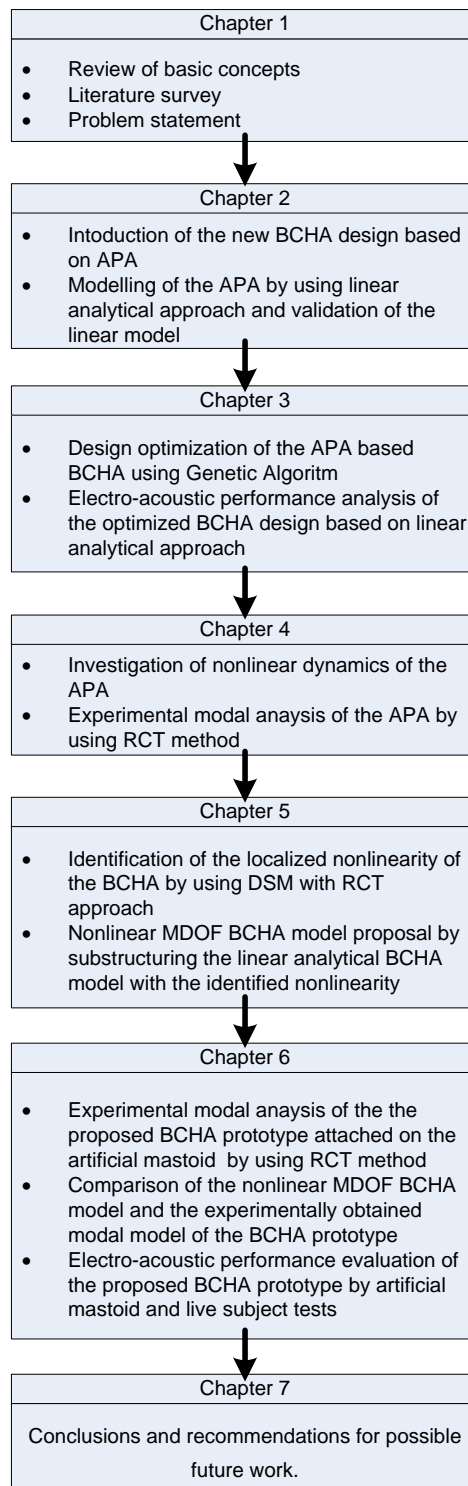 Chapter 1
• Review of basic concepts
• Literature survey
• Problem statement
Chapter 2
• Intoduction of the new BCHA design based
on APA
• Modelling of the APA by using linear
analytical approach and validation of the
linear model
Chapter 3
• Design optimization of the APA based
BCHA using Genetic Algoritm
• Electro-acoustic performance analysis of
the optimized BCHA design based on linear
analytical approach
Chapter 4
• Investigation of nonlinear dynamics of the
APA
• Experimental modal anaysis of the APA by
using RCT method
Chapter 5
• Identification of the localized nonlinearity of
the BCHA by using DSM with RCT
approach
• Nonlinear MDOF BCHA model proposal by
substructuring the linear analytical BCHA
model with the identified nonlinearity
Chapter 6
• Experimental modal anaysis of the the
proposed BCHA prototype attached on the
artificial mastoid by using RCT method
• Comparison of the nonlinear MDOF BCHA
model and the experimentally obtained
modal model of the BCHA prototype
• Electro-acoustic performance evaluation of
the proposed BCHA prototype by artificial
mastoid and live subject tests
Chapter 7
Conclusions and recommendations for possible
future work.